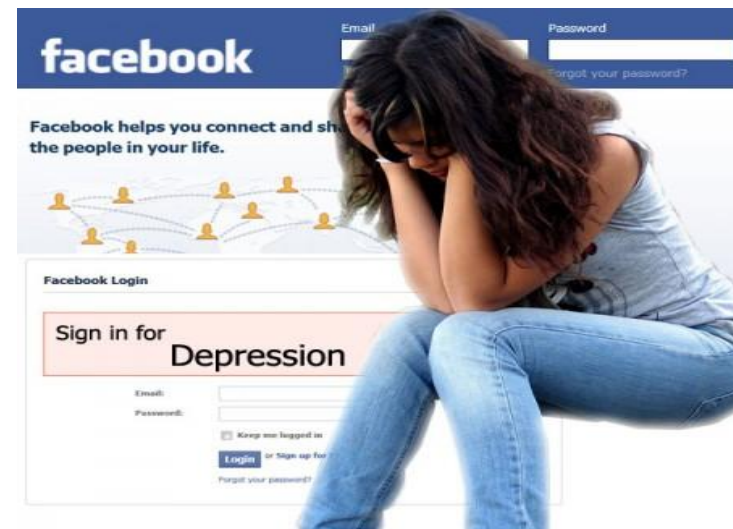 Email
Password
facebook
Forgot your password?
Facebook helps you connect and sh
the people in your life.
Facebook Login
Sign in for
Depression
Email:
Password:
Keep me logged in
Login or Sign up for
Forgot your password?